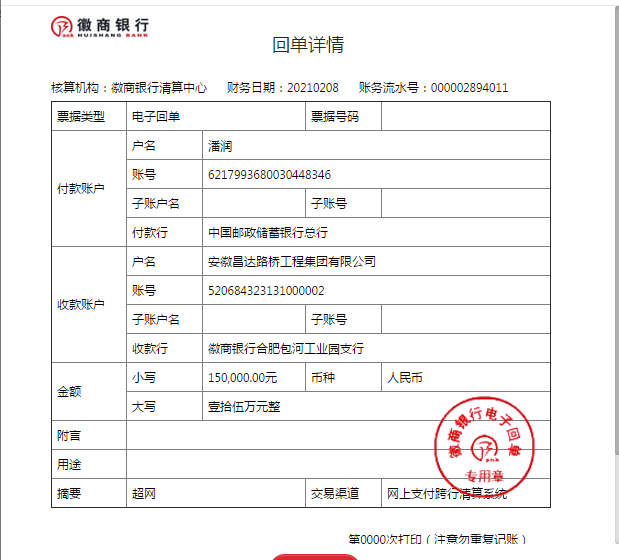 徽商银行
HUISHANG BANK
回单详情
核算机构：徽商银行清算中心 财务日期：20210208 账务流水号：000002894011
票据类型 电子回单 票据号码
付款账户
户名 潘润
账号 6217993680030448346
子账户名 子账号
付款行 中国邮政储蓄银行总行
收款账户
户名 安徽昌达路桥工程集团有限公司
账号 520684323131000002
子账户名 子账号
收款行 徽商银行合肥包河工业园支行
金额
小写 150,000.00元 币种 人民币
大写 壹拾伍万元整
附言
用途
摘要 超网 交易渠道 网上支付跨行清算系统
徽商银行电子回单
专用章
第0000次打印（注意勿重复记账）